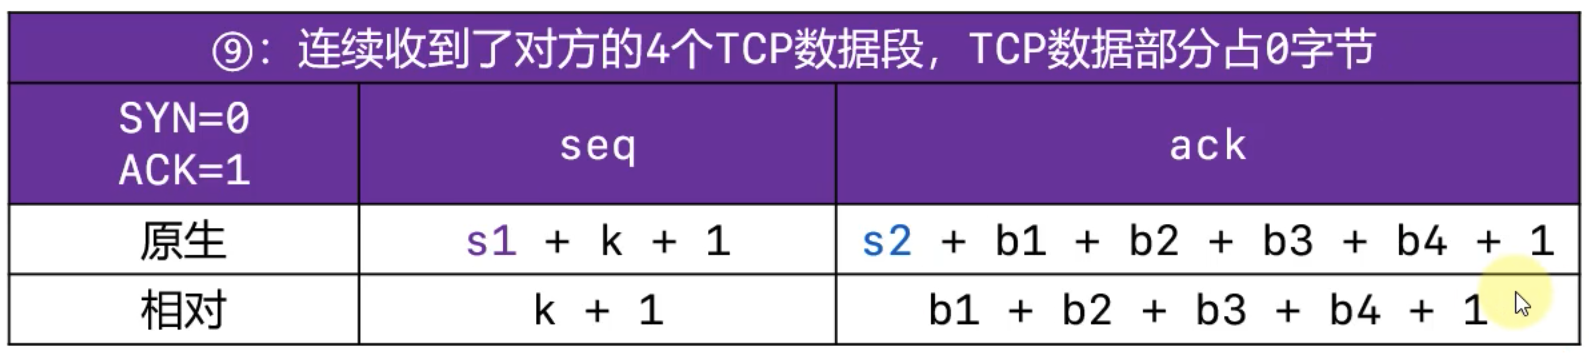 ⑨：连续收到了对方的4个TCP数据段，TCP数据部分占0字节
SYN=0
ACK=1
seq
ack
原生
s1 + k + 1
s2 + b1 + b2 + b3 + b4 + 1
相对
k + 1
b1 + b2 + b3 + b4 + 1